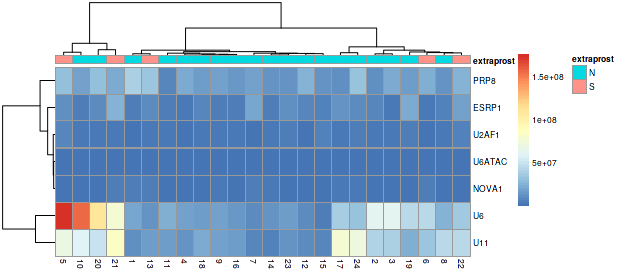 extraprost
PRP8
ESRP1
U2AF1
U6ATAC
NOVA1
U6
U11
5 10 20 21 1 13 11 4 18 9 16 7 14 23 12 15 17 24 2 3 19 6 8 22
1.5e+08
1e+08
5e+07
extraprost
N
S